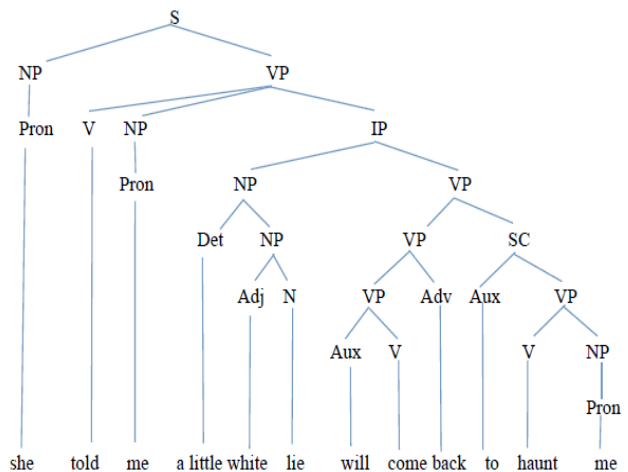 S
NP VP
Pron V NP IP
Pron NP VP
Det NP VP SC
Adj N VP Adv Aux VP
Aux V V NP
Pron
she told me a little white lie will come back to haunt me